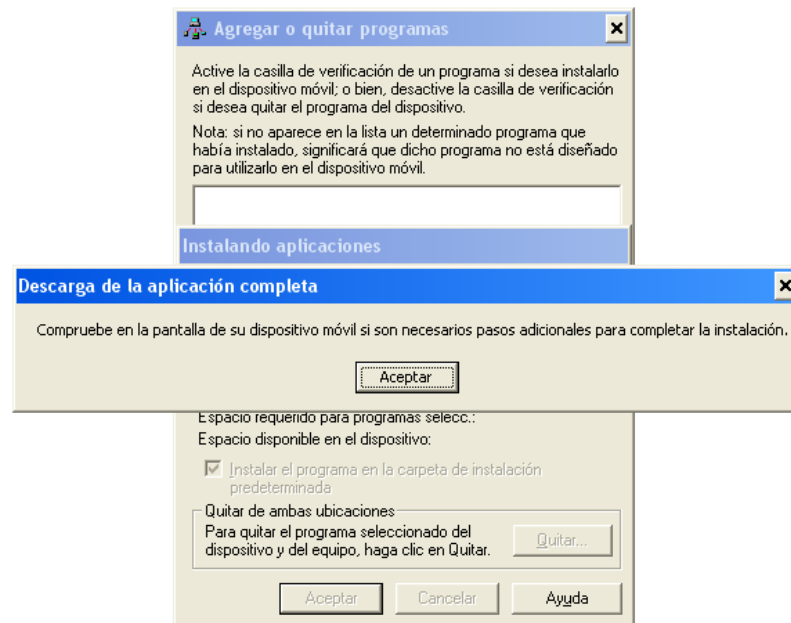 Agregar o quitar programas
Active la casilla de verificación de un programa si desea instalarlo
en el dispositivo móvil; o bien, desactive la casilla de verificación
si desea quitar el programa del dispositivo.
Nota: si no aparece en la lista un determinado programa que
había instalado, significará que dicho programa no está diseñado
para utilizarlo en el dispositivo móvil.
Instalando aplicaciones
Descarga de la aplicación completa
Compruebe en la pantalla de su dispositivo móvil si son necesarios pasos adicionales para completar la instalación.
Aceptar
Espacio requerido para programas selecc.:
Espacio disponible en el dispositivo:
Instalar el programa en la carpeta de instalación
predeterminada
Quitar de ambas ubicaciones
Para quitar el programa seleccionado del
dispositivo y del equipo, haga clic en Quitar.
Quitar...
Aceptar
Cancelar
Ayuda